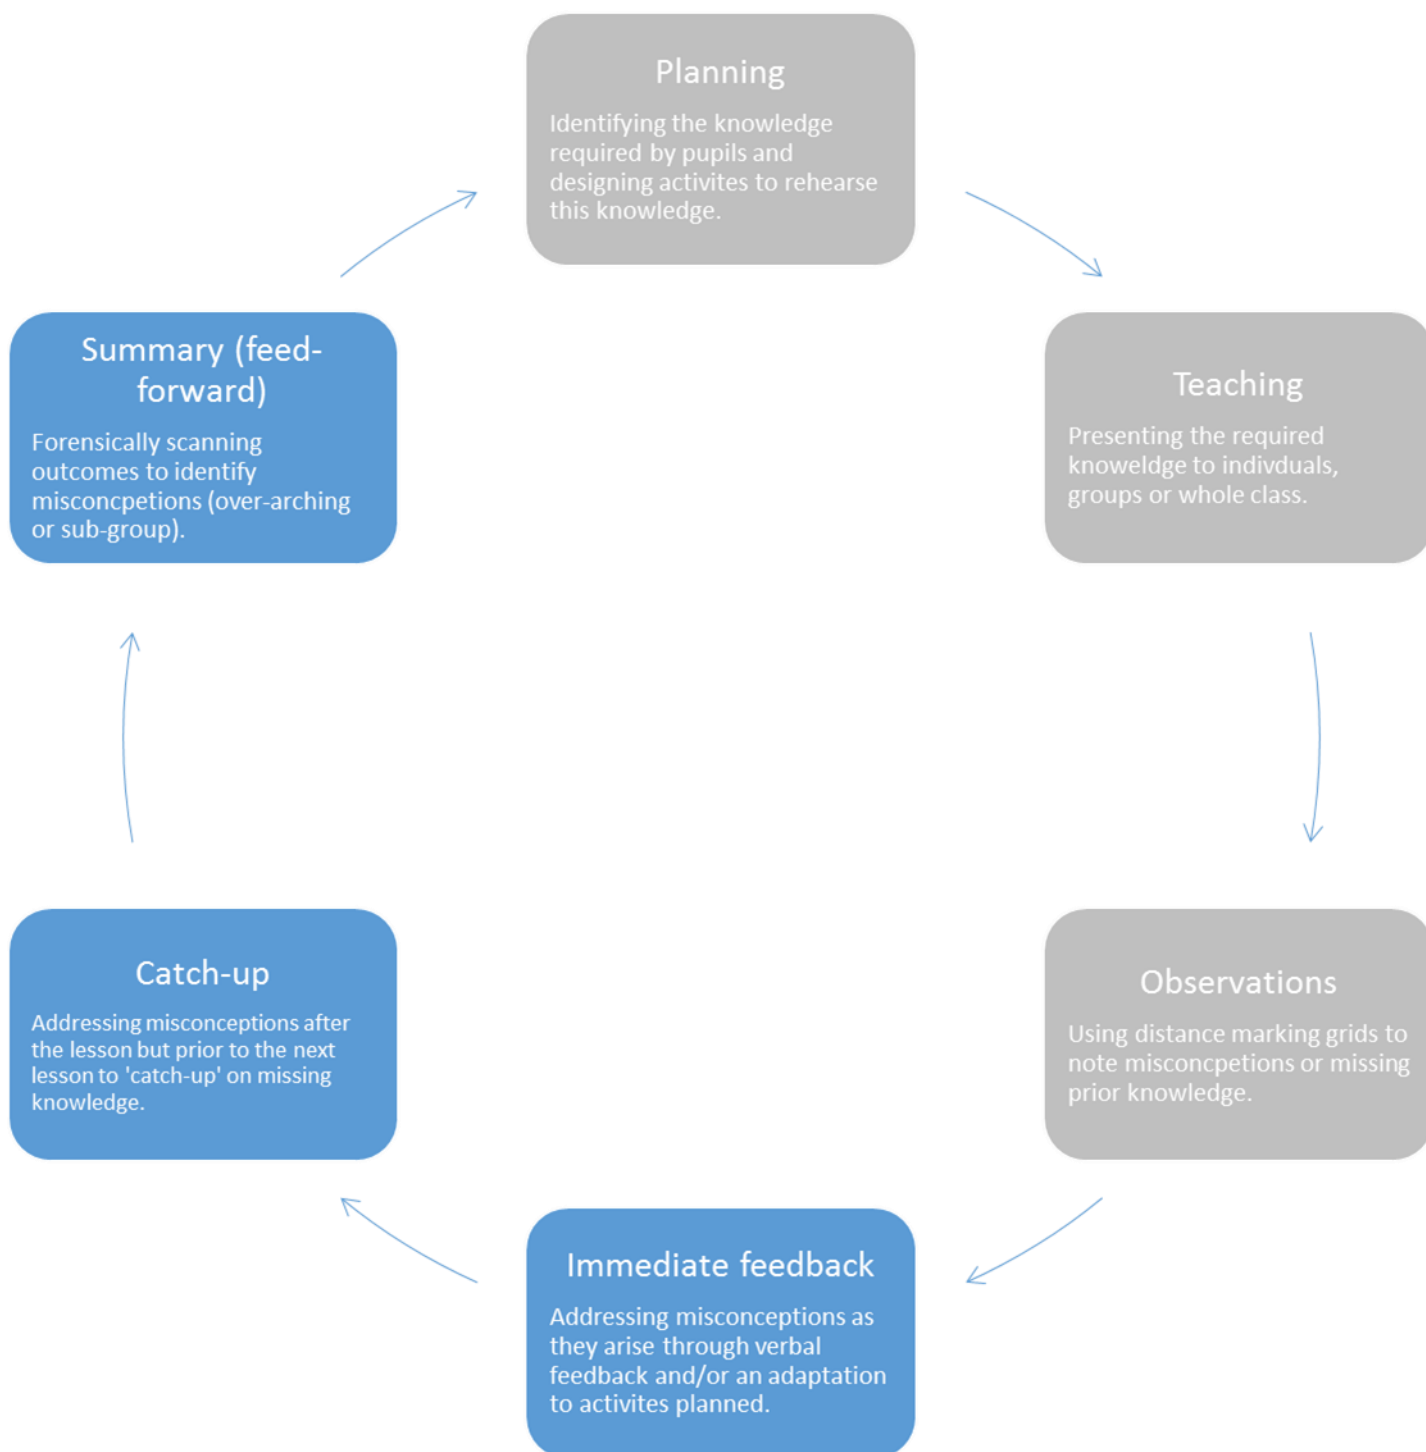 Planning
Identifying the knowledge
required by pupils and
designing activites to rehearse
this knowledge.
Teaching
Presenting the required
knoweldge to indivduals,
groups or whole class.
Observations
Using distance marking grids to
note misconcpetions or missing
prior knowledge.
Immediate feedback
Addressing misconceptions as
they arise through verbal
feedback and/or an adaptation
to activites planned.
Catch-up
Addressing misconceptions after
the lesson but prior to the next
lesson to 'catch-up' on missing
knowledge.
Summary (feed-
forward)
Forensically scanning
outcomes to identify
misconcpetions (over-arching
or sub-group).